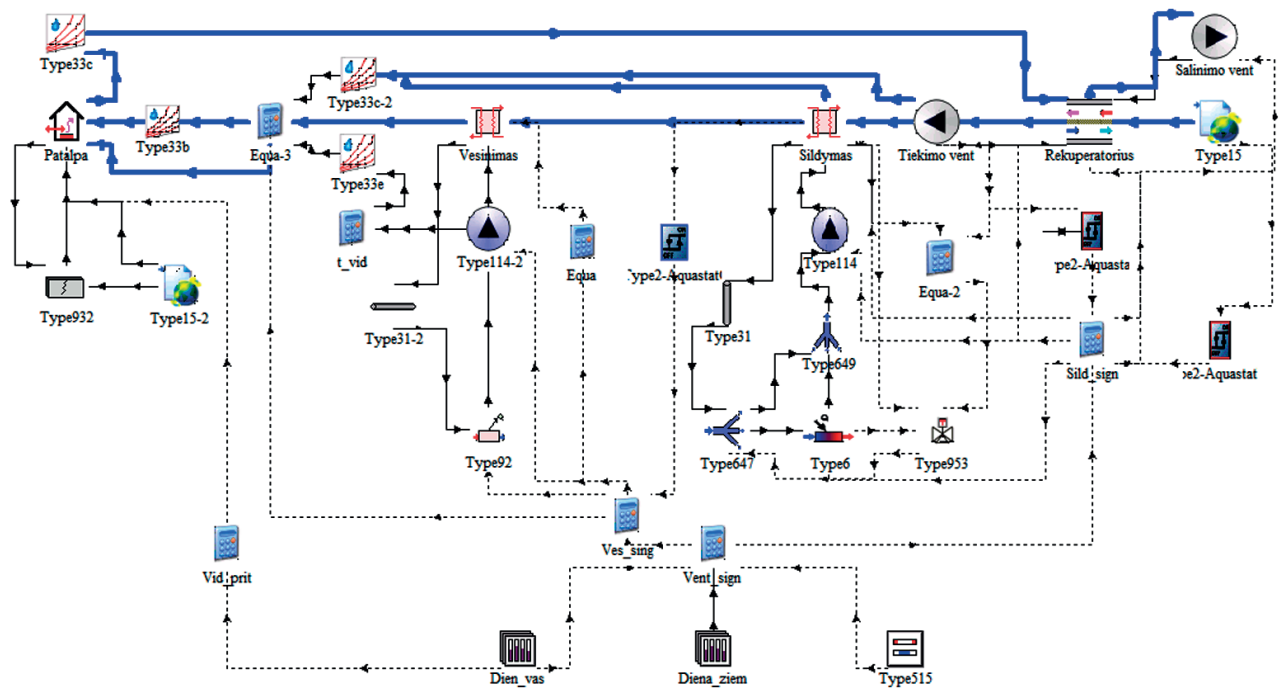 Type33c
Salinimo vent
Type33c-2
Patalpa
Type33b
Equa-3
Type33e
Vesinimas
Sildymas
Tiekimo vent
Rekuperatorius
Type15
t_vid
Type114-2
Equa
Type2-Aquastat
Type114
Equa-2
ype2-Aquasta
Type932
Type15-2
Type31-2
Type31
Type649
Sild_sign
pe2-Aquastat
Type92
Type647
Type6
Type953
Ves_sing
Vid_prit
Vent_sign
Dien_vas
Diena_ziem
Type515